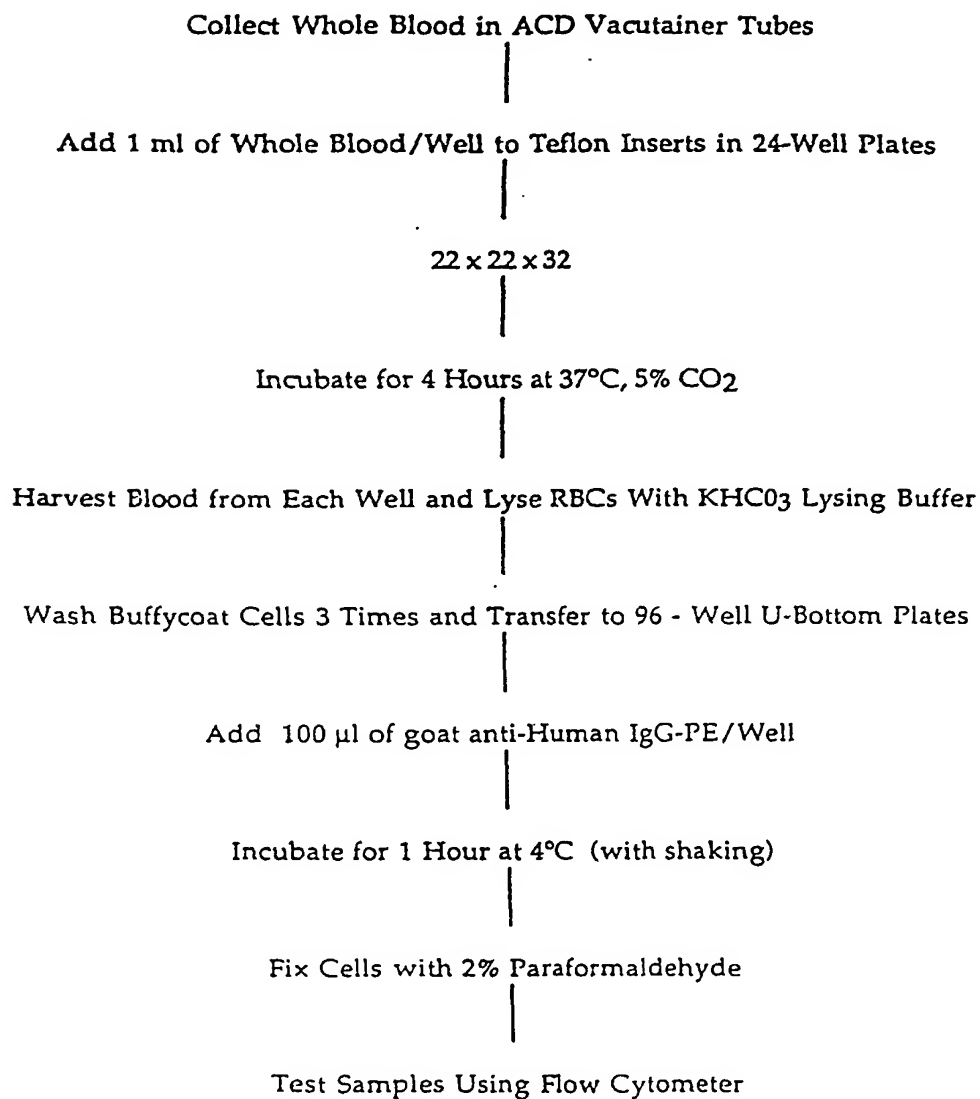 Collect Whole Blood in ACD Vacutainer Tubes
Add 1 ml of Whole Blood/Well to Teflon Inserts in 24-Well Plates
22 x 22 x 32
Incubate for 4 Hours at 37°C, 5% CO2
Harvest Blood from Each Well and Lyse RBCs With KHC03 Lysing Buffer
Wash Buffycoat Cells 3 Times and Transfer to 96 - Well U-Bottom Plates
Add 100 µl of goat anti-Human IgG-PE/Well
Incubate for 1 Hour at 4°C (with shaking)
Fix Cells with 2% Paraformaldehyde
Test Samples Using Flow Cytometer